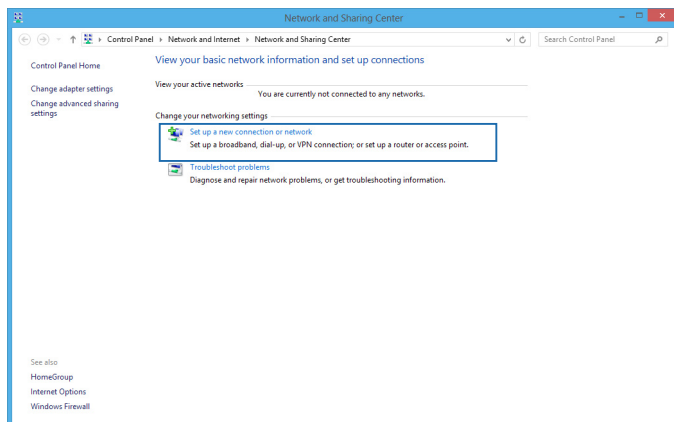 Network and Sharing Center
Control Panel Network and Internet Network and Sharing Center
Search Control Panel
Control Panel Home
Change adapter settings
Change advanced sharing
settings
View your basic network information and set up connections
View your active networks
You are currently not connected to any networks.
Change your networking settings
Set up a new connection or network
Set up a broadband, dial-up, or VPN connection; or set up a router or access point.
Troubleshoot problems
Diagnose and repair network problems, or get troubleshooting information.
See also
HomeGroup
Internet Options
Windows Firewall